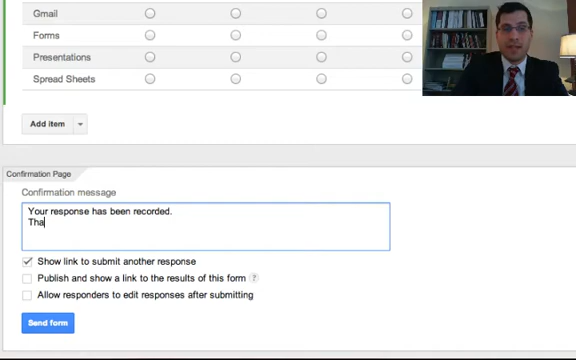 Gmail
Forms
Presentations
Spread Sheets
Add item
Confirmation Page
Confirmation message
Your response has been recorded.
Tha
Show link to submit another response
Publish and show a link to the results of this form ?
Allow responders to edit responses after submitting
Send form